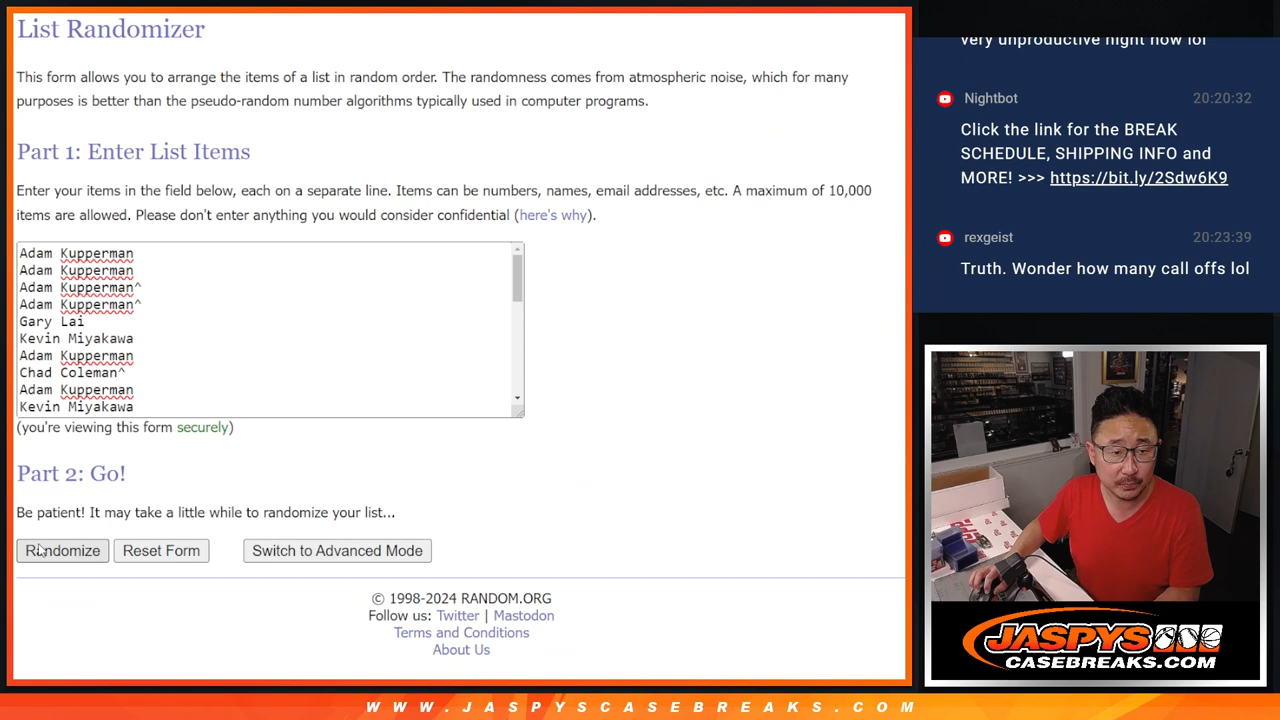 List Randomizer
This form allows you to arrange the items of a list in random order. The randomness comes from atmospheric noise, which for many
purposes is better than the pseudo-random number algorithms typically used in computer programs.
Part 1: Enter List Items
Enter your items in the field below, each on a separate line. Items can be numbers, names, email addresses, etc. A maximum of 10,000
items are allowed. Please don't enter anything you would consider confidential (here's why).
Adam Kupperman
Adam Kupperman
Adam Kupperman^
Adam Kupperman^
Gary Lai
Kevin Miyakawa
Adam Kupperman
Chad Coleman^
Adam Kupperman
Kevin Miyakawa
(you're viewing this form securely)
Part 2: Go!
Be patient! It may take a little while to randomize your list...
Randomize
Reset Form
Switch to Advanced Mode
© 1998-2024 RANDOM.ORG
Follow us: Twitter | Mastodon
Terms and Conditions
About Us
very unproductive night now lol
Nightbot 20:20:32
Click the link for the BREAK
SCHEDULE, SHIPPING INFO and
MORE! >>> https://bit.ly/2Sdw6K9
rexgeist 20:23:39
Truth. Wonder how many call offs lol
JASPYS
CASEBREAKS.COM
WWW.JASPYSCASEBREAKS.COM